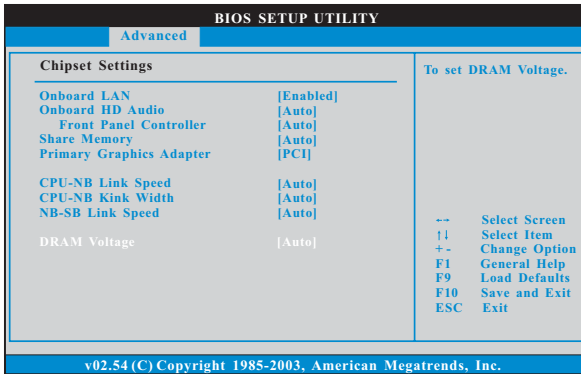 BIOS SETUP UTILITY
Advanced
Chipset Settings
Onboard LAN [Enabled]
Onboard HD Audio [Auto]
Front Panel Controller [Auto]
Share Memory [Auto]
Primary Graphics Adapter [PCI]
CPU-NB Link Speed [Auto]
CPU-NB Kink Width [Auto]
NB-SB Link Speed [Auto]
DRAM Voltage [Auto]
To set DRAM Voltage.
←→ Select Screen
↑↓ Select Item
+ - Change Option
F1 General Help
F9 Load Defaults
F10 Save and Exit
ESC Exit
v02.54 (C) Copyright 1985-2003, American Megatrends, Inc.